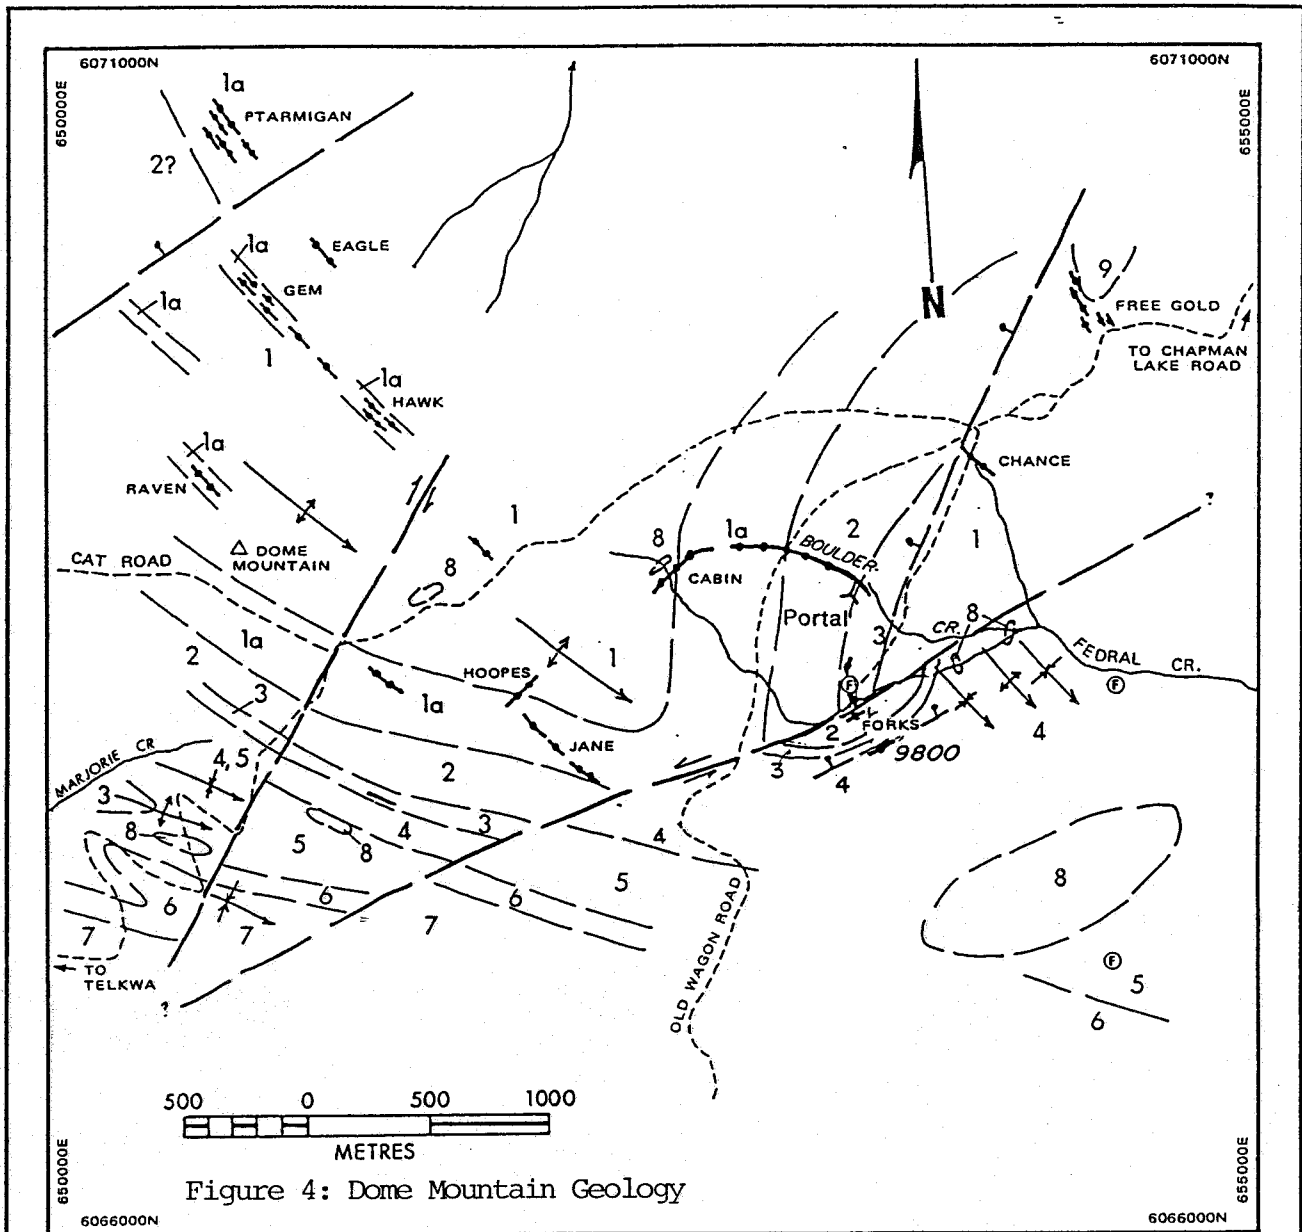 6071000N
6071000N
650000E
655000E
1a
PTARMIGAN
2?
1a
EAGLE
GEM
1a
1
1a
HAWK
1a
RAVEN
9
FREE GOLD
TO CHAPMAN
LAKE ROAD
N
CHANCE
?
1
1
2
1a
BOULDER
8
CABIN
CAT ROAD
DOME
MOUNTAIN
8
Portal
3
CR.
8
FEDRAL CR.
F
F
1a
2
3
HOOPES
1
1a
JANE
2
FORKS
2
9800
3
4
4
MARJORIE CR
4,
5
3
8
5
8
4
3
4
5
6
6
6
7
7
7
TO
TELKWA
?
OLD WAGON ROAD
8
F
5
6
500 0 500 1000
METRES
Figure 4: Dome Mountain Geology
650000E
655000E
6066000N
6066000N